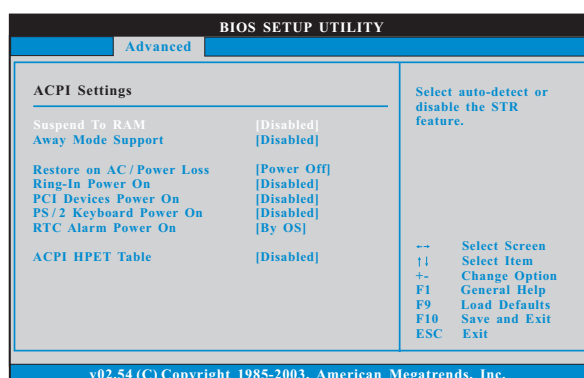 BIOS SETUP UTILITY
Advanced
ACPI Settings
Suspend To RAM [Disabled]
Away Mode Support [Disabled]
Restore on AC / Power Loss [Power Off]
Ring-In Power On [Disabled]
PCI Devices Power On [Disabled]
PS / 2 Keyboard Power On [Disabled]
RTC Alarm Power On [By OS]
ACPI HPET Table [Disabled]
Select auto-detect or
disable the STR
feature.
←→ Select Screen
↑↓ Select Item
+- Change Option
F1 General Help
F9 Load Defaults
F10 Save and Exit
ESC Exit
v02.54 (C) Copyright 1985-2003, American Megatrends, Inc.